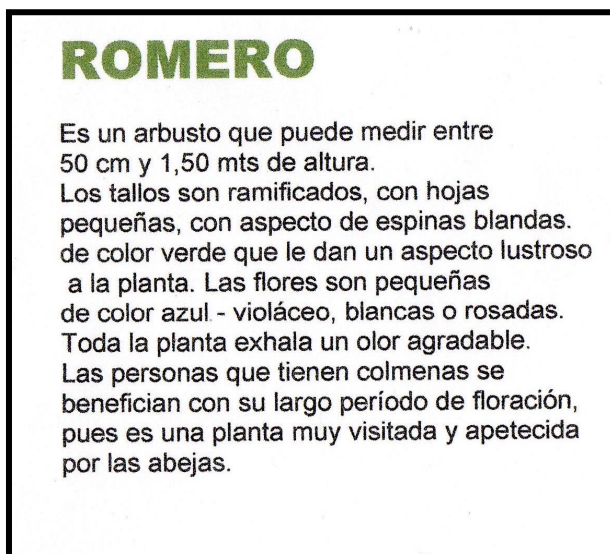 ROMERO
Es un arbusto que puede medir entre
50 cm y 1,50 mts de altura.
Los tallos son ramificados, con hojas
pequeñas, con aspecto de espinas blandas.
de color verde que le dan un aspecto lustroso
a la planta. Las flores son pequeñas
de color azul - violáceo, blancas o rosadas.
Toda la planta exhala un olor agradable.
Las personas que tienen colmenas se
benefician con su largo período de floración,
pues es una planta muy visitada y apetecida
por las abejas.